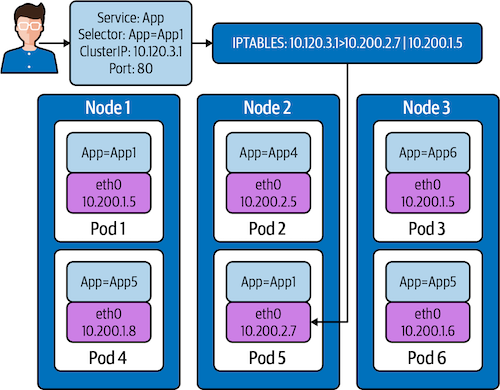 Service: App
Selector: App=App1
ClusterIP: 10.120.3.1
Port: 80
IPTABLES: 10.120.3.1>10.200.2.7 | 10.200.1.5
Node 1
App=App1
eth0
10.200.1.5
Pod 1
App=App5
eth0
10.200.1.8
Pod 4
Node 2
App=App4
eth0
10.200.2.5
Pod 2
App=App1
eth0
10.200.2.7
Pod 5
Node 3
App=App6
eth0
10.200.1.5
Pod 3
App=App5
eth0
10.200.1.6
Pod 6